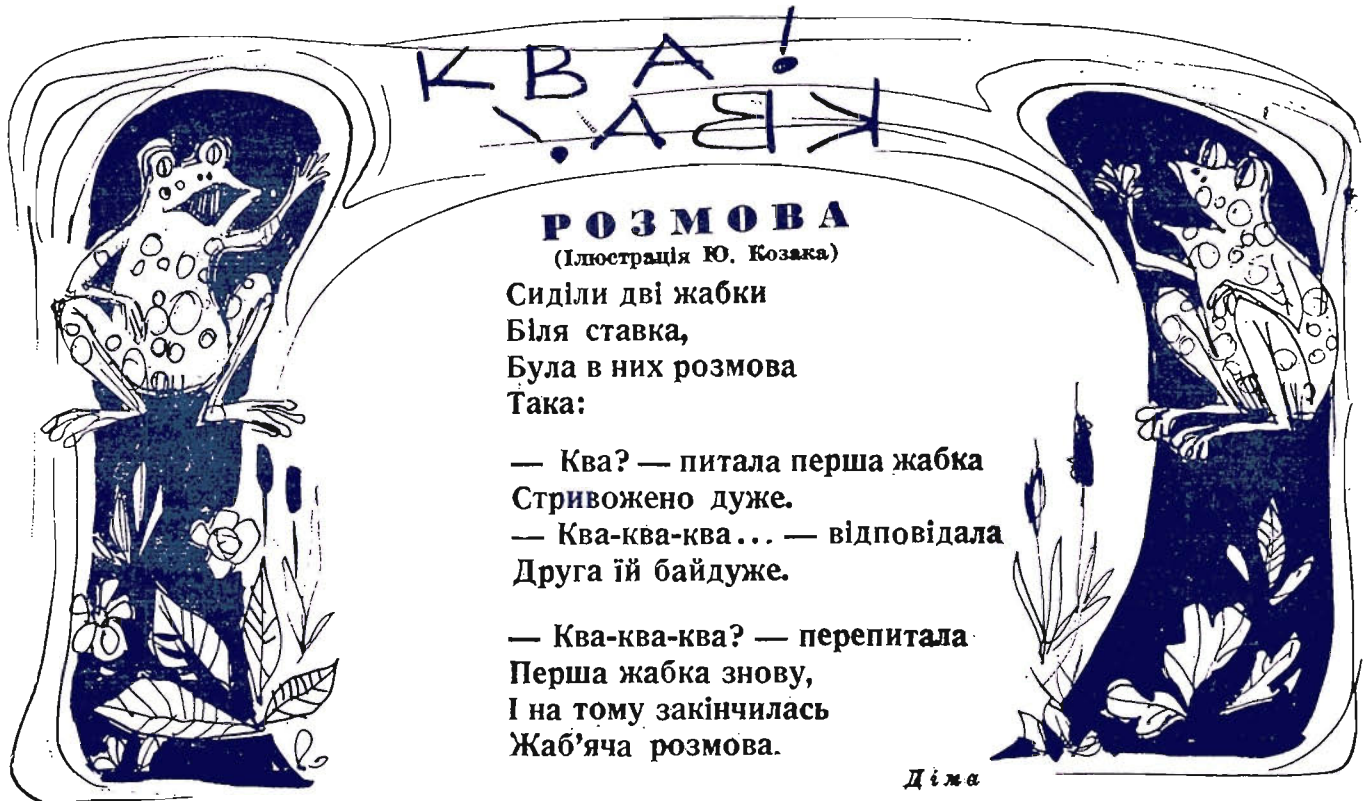 КВА!
КВА!
РОЗМОВА
(Ілюстрація Ю. Козака)
Сиділи дві жабки
Біля ставка,
Була в них розмова
Така:
— Ква? — питала перша жабка
Стривожено дуже.
— Ква-ква-ква... — відповідала
Друга їй байдуже.
— Ква-ква-ква? — перепитала
Перша жабка знову,
І на тому закінчилась
Жаб’яча розмова.
Діма